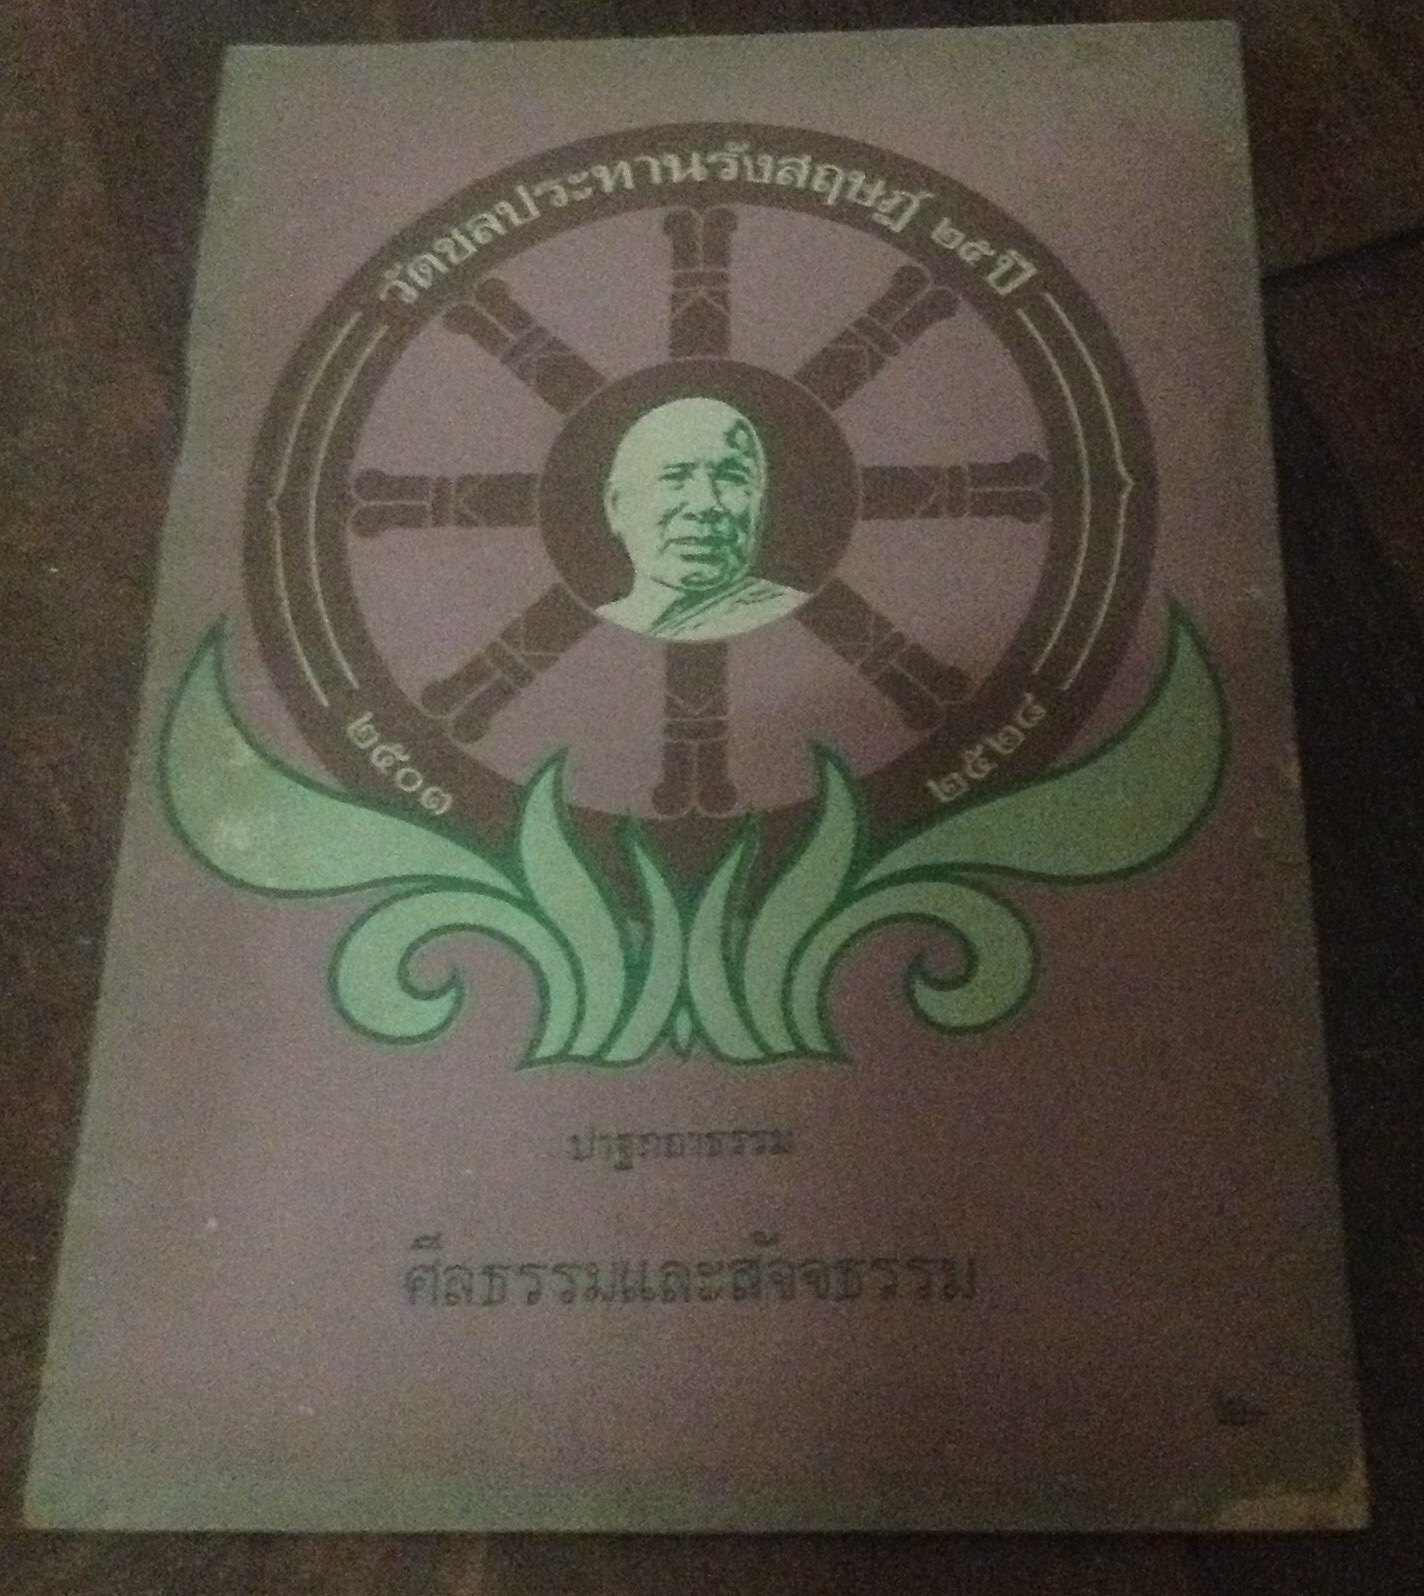 วัดชลประทานรังสฤษฎ์ ๒๕ ปี
๒๕๐๓
๒๕๒๘
ปาฐกถาธรรม
ศีลธรรมและสัจจธรรม